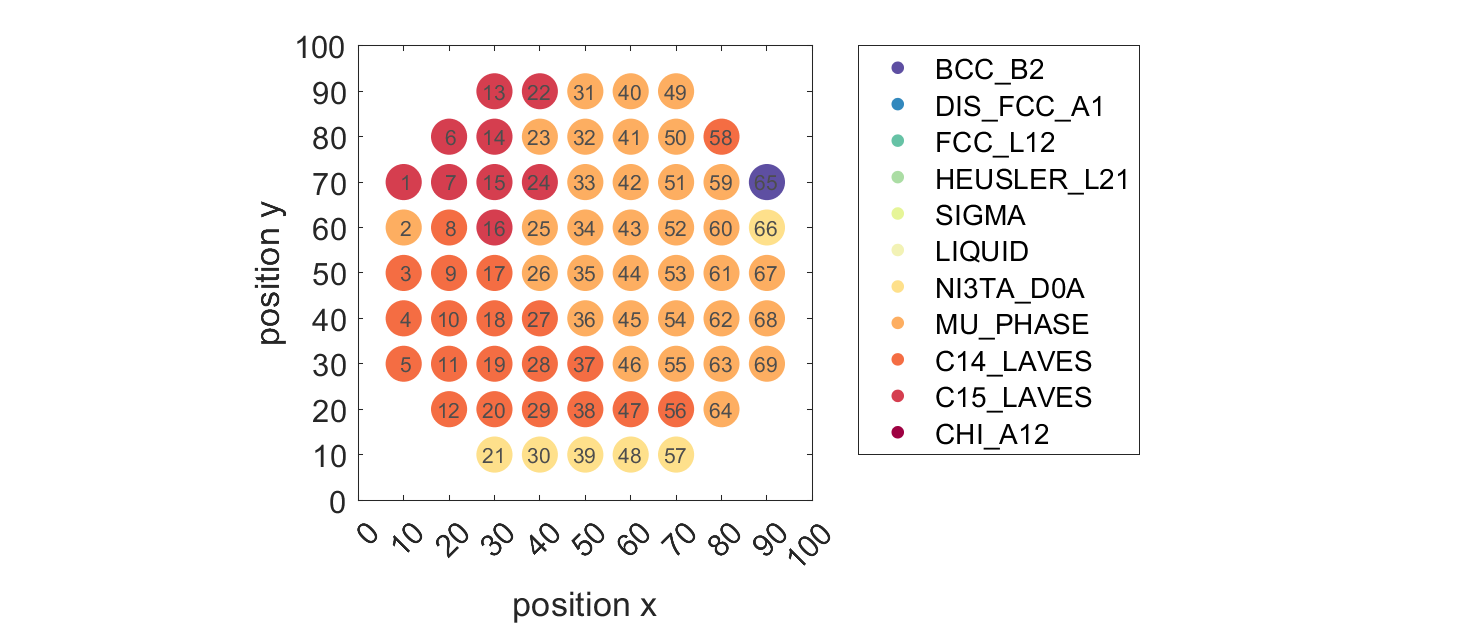 100
90
80
70
60
50
40
30
20
10
0
position y
13 22 31 40 49
6 14 23 32 41 50 58
1 7 15 24 33 42 51 59 65
2 8 16 25 34 43 52 60 66
3 9 17 26 35 44 53 61 67
4 10 18 27 36 45 54 62 68
5 11 19 28 37 46 55 63 69
12 20 29 38 47 56 64
21 30 39 48 57
0 10 20 30 40 50 60 70 80 90 100
position x
BCC_B2
DIS_FCC_A1
FCC_L12
HEUSLER_L21
SIGMA
LIQUID
NI3TA_D0A
MU_PHASE
C14_LAVES
C15_LAVES
CHI_A12